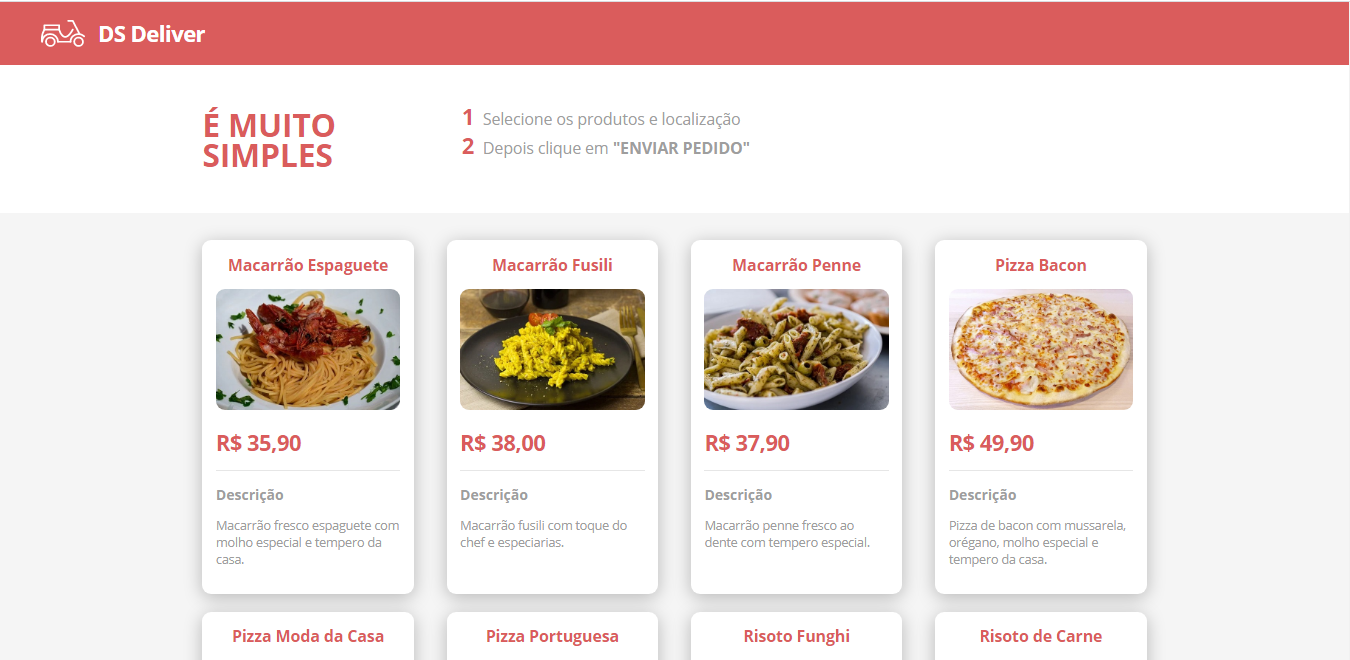 DS Deliver
É MUITO
SIMPLES
1 Selecione os produtos e localização
2 Depois clique em "ENVIAR PEDIDO"
Macarrão Espaguete
R$ 35,90
Descrição
Macarrão fresco espaguete com
molho especial e tempero da
casa.
Macarrão Fusili
R$ 38,00
Descrição
Macarrão fusili com toque do
chef e especiarias.
Macarrão Penne
R$ 37,90
Descrição
Macarrão penne fresco ao
dente com tempero especial.
Pizza Bacon
R$ 49,90
Descrição
Pizza de bacon com mussarela,
orégano, molho especial e
tempero da casa.
Pizza Moda da Casa
Pizza Portuguesa
Risoto Funghi
Risoto de Carne